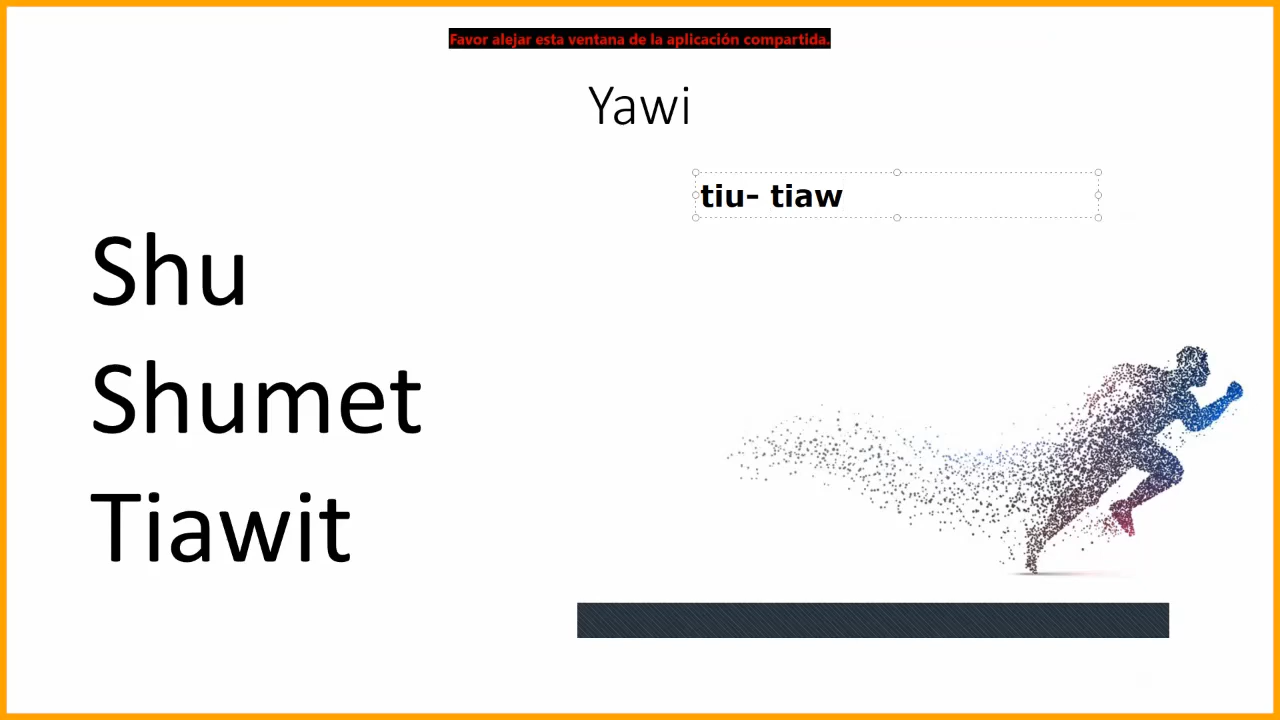 Favor alejar esta ventana de la aplicación compartida.
Yawi
tiu- tiaw
Shu
Shumet
Tiawit